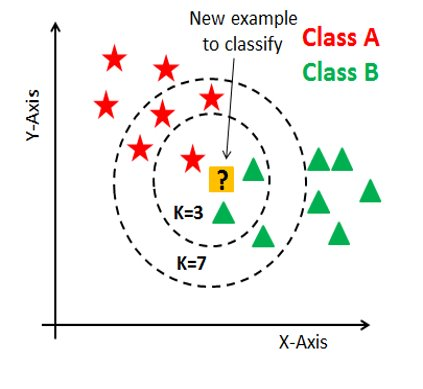 New example
to classify
Class A
Class B
Y-Axis
?
K=3
K=7
X-Axis